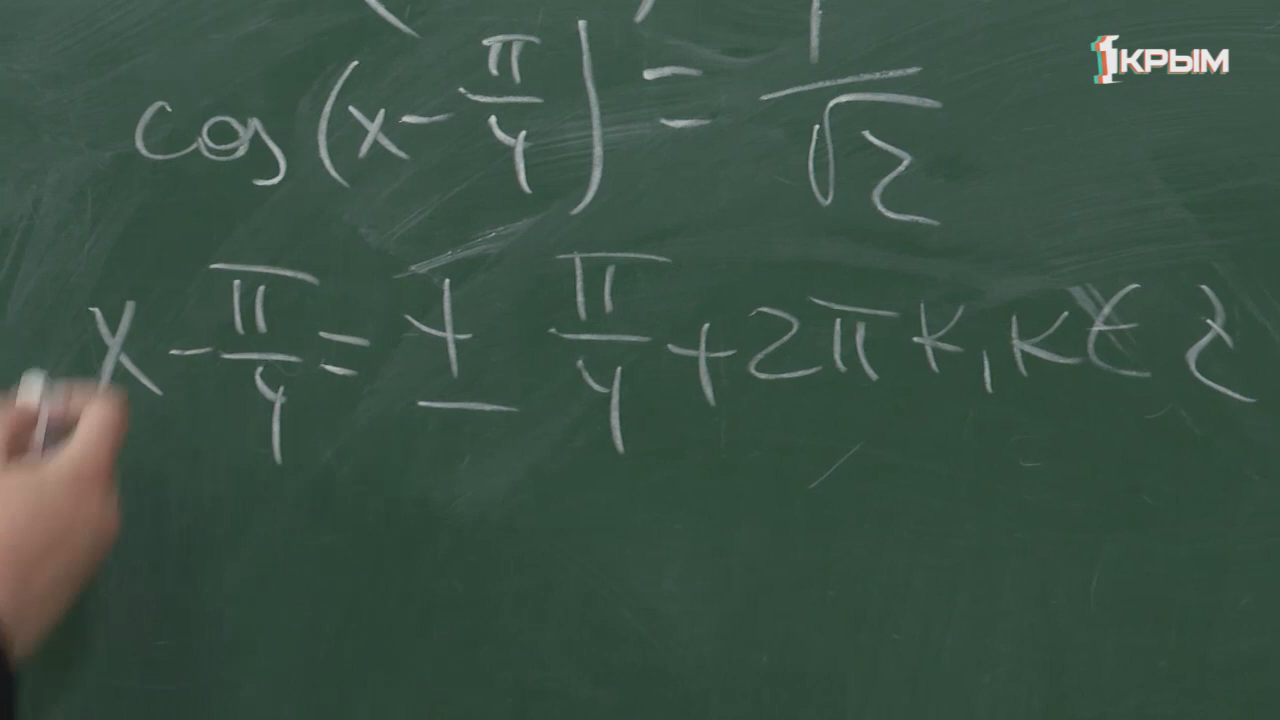 1КРЫМ
cos(x - π/4) = 1/√2
x - π/4 = ± π/4 + 2πk, k ∈ Z